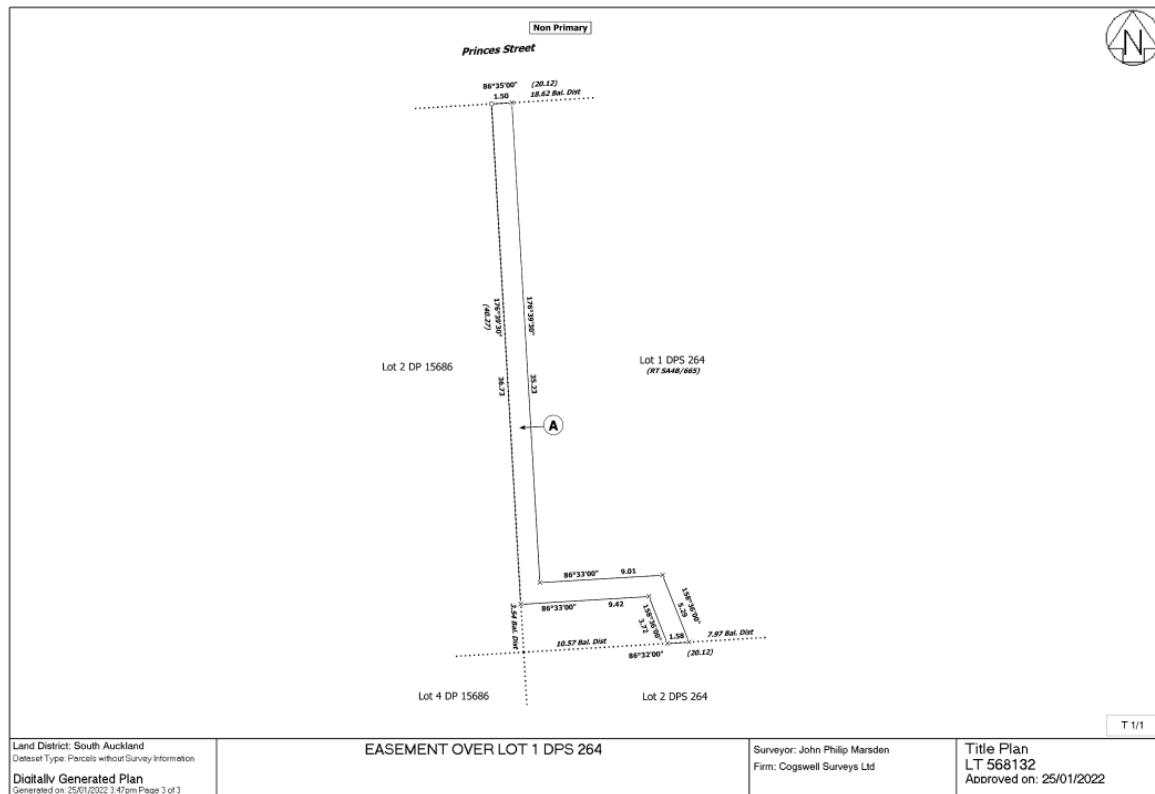 Non Primary
N
Princes Street
86°35'00"
(20.12)
1.50
18.62 Bal. Dist
176°39'30"
(40.27)
176°39'30"
Lot 2 DP 15686
Lot 1 DPS 264
(RT SA4B/665)
36.73
35.23
A
86°33'00"
9.01
86°33'00"
9.42
158°36'00"
5.29
158°36'00"
3.72
3.54 Bal. Dist
10.57 Bal. Dist
1.58
7.97 Bal. Dist
86°32'00"
(20.12)
Lot 4 DP 15686
Lot 2 DPS 264
T 1/1
Land District: South Auckland
Dataset Type: Parcels without Survey Information
Digitally Generated Plan
Generated on: 25/01/2022 3:47pm Page 3 of 3
EASEMENT OVER LOT 1 DPS 264
Surveyor: John Philip Marsden
Firm: Cogswell Surveys Ltd
Title Plan
LT 568132
Approved on: 25/01/2022